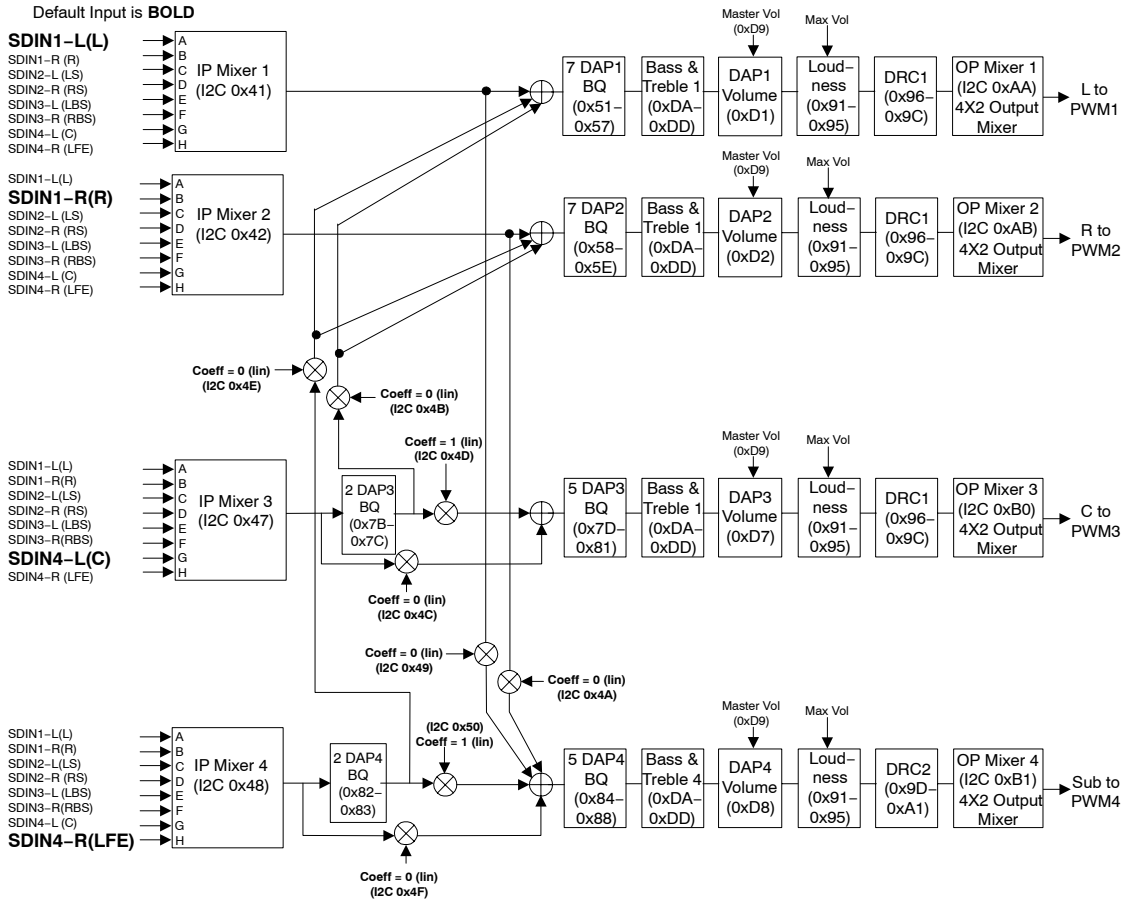 Default Input is BOLD
SDIN1−L(L)
SDIN1−R (R)
SDIN2−L (LS)
SDIN2−R (RS)
SDIN3−L (LBS)
SDIN3−R (RBS)
SDIN4−L (C)
SDIN4−R (LFE)
A
B
C
D
E
F
G
H
IP Mixer 1
(I2C 0x41)
7 DAP1
BQ
(0x51−
0x57)
Bass &
Treble 1
(0xDA−
0xDD)
Master Vol
(0xD9)
DAP1
Volume
(0xD1)
Max Vol
Loud-
ness
(0x91−
0x95)
DRC1
(0x96−
0x9C)
OP Mixer 1
(I2C 0xAA)
4X2 Output
Mixer
L to
PWM1
SDIN1−L(L)
SDIN1−R(R)
SDIN2−L (LS)
SDIN2−R (RS)
SDIN3−L (LBS)
SDIN3−R (RBS)
SDIN4−L (C)
SDIN4−R (LFE)
A
B
C
D
E
F
G
H
IP Mixer 2
(I2C 0x42)
7 DAP2
BQ
(0x58−
0x5E)
Bass &
Treble 1
(0xDA−
0xDD)
Master Vol
(0xD9)
DAP2
Volume
(0xD2)
Max Vol
Loud-
ness
(0x91−
0x95)
DRC1
(0x96−
0x9C)
OP Mixer 2
(I2C 0xAB)
4X2 Output
Mixer
R to
PWM2
Coeff = 0 (lin)
(I2C 0x4E)
Coeff = 0 (lin)
(I2C 0x4B)
Coeff = 1 (lin)
(I2C 0x4D)
SDIN1−L(L)
SDIN1−R(R)
SDIN2−L(LS)
SDIN2−R (RS)
SDIN3−L (LBS)
SDIN3−R(RBS)
SDIN4−L(C)
SDIN4−R (LFE)
A
B
C
D
E
F
G
H
IP Mixer 3
(I2C 0x47)
2 DAP3
BQ
(0x7B−
0x7C)
Coeff = 0 (lin)
(I2C 0x4C)
5 DAP3
BQ
(0x7D−
0x81)
Bass &
Treble 1
(0xDA−
0xDD)
Master Vol
(0xD9)
DAP3
Volume
(0xD7)
Max Vol
Loud-
ness
(0x91−
0x95)
DRC1
(0x96−
0x9C)
OP Mixer 3
(I2C 0xB0)
4X2 Output
Mixer
C to
PWM3
Coeff = 0 (lin)
(I2C 0x49)
Coeff = 0 (lin)
(I2C 0x4A)
(I2C 0x50)
Coeff = 1 (lin)
SDIN1−L(L)
SDIN1−R(R)
SDIN2−L(LS)
SDIN2−R (RS)
SDIN3−L (LBS)
SDIN3−R(RBS)
SDIN4−L (C)
SDIN4−R(LFE)
A
B
C
D
E
F
G
H
IP Mixer 4
(I2C 0x48)
2 DAP4
BQ
(0x82−
0x83)
Coeff = 0 (lin)
(I2C 0x4F)
5 DAP4
BQ
(0x84−
0x88)
Bass &
Treble 4
(0xDA−
0xDD)
Master Vol
(0xD9)
DAP4
Volume
(0xD8)
Max Vol
Loud-
ness
(0x91−
0x95)
DRC2
(0x9D−
0xA1)
OP Mixer 4
(I2C 0xB1)
4X2 Output
Mixer
Sub to
PWM4